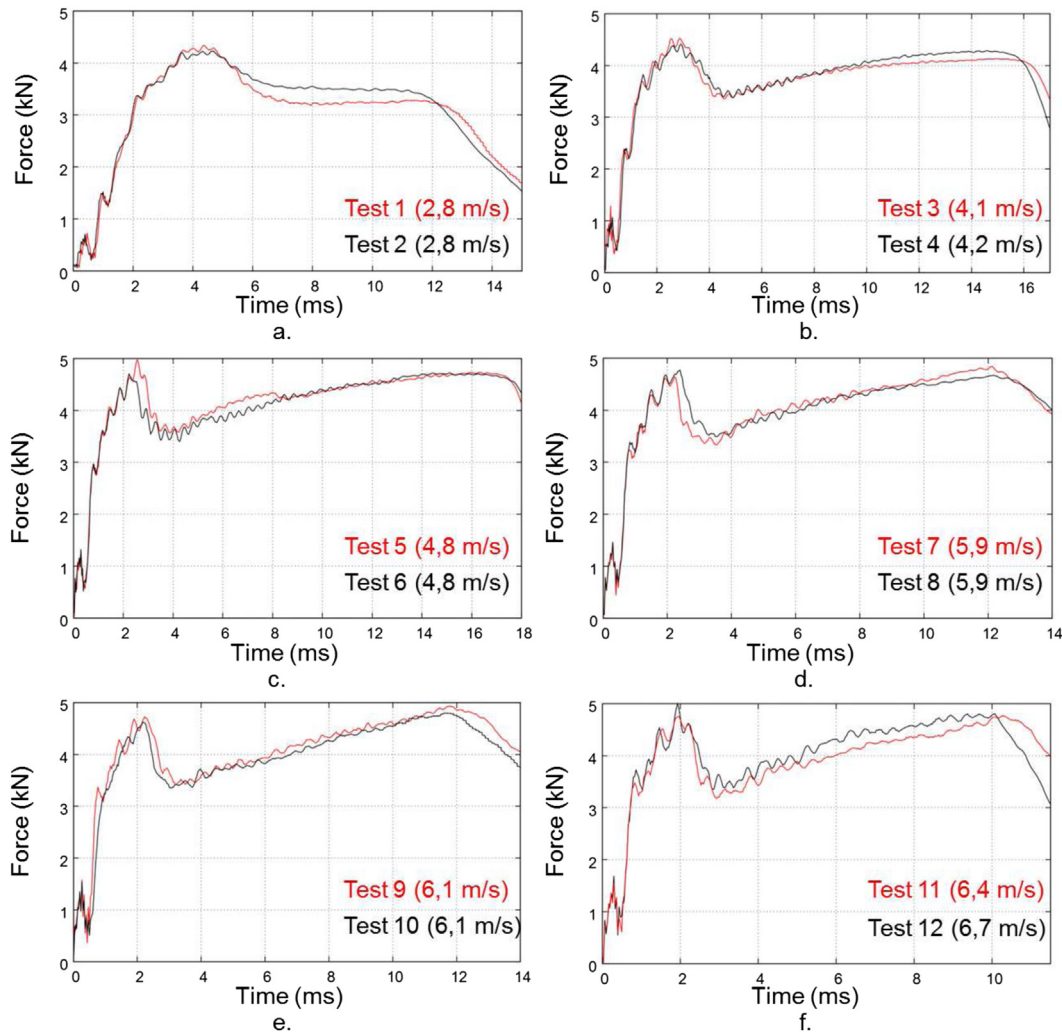 5
4
3
2
1
0
Force (kN)
Test 1 (2,8 m/s)
Test 2 (2,8 m/s)
0 2 4 6 8 10 12 14
Time (ms)
a.
5
4
3
2
1
0
Force (kN)
Test 3 (4,1 m/s)
Test 4 (4,2 m/s)
0 2 4 6 8 10 12 14 16
Time (ms)
b.
5
4
3
2
1
0
Force (kN)
Test 5 (4,8 m/s)
Test 6 (4,8 m/s)
0 2 4 6 8 10 12 14 16 18
Time (ms)
c.
5
4
3
2
1
0
Force (kN)
Test 7 (5,9 m/s)
Test 8 (5,9 m/s)
0 2 4 6 8 10 12 14
Time (ms)
d.
5
4
3
2
1
0
Force (kN)
Test 9 (6,1 m/s)
Test 10 (6,1 m/s)
0 2 4 6 8 10 12 14
Time (ms)
e.
5
4
3
2
1
0
Force (kN)
Test 11 (6,4 m/s)
Test 12 (6,7 m/s)
0 2 4 6 8 10
Time (ms)
f.